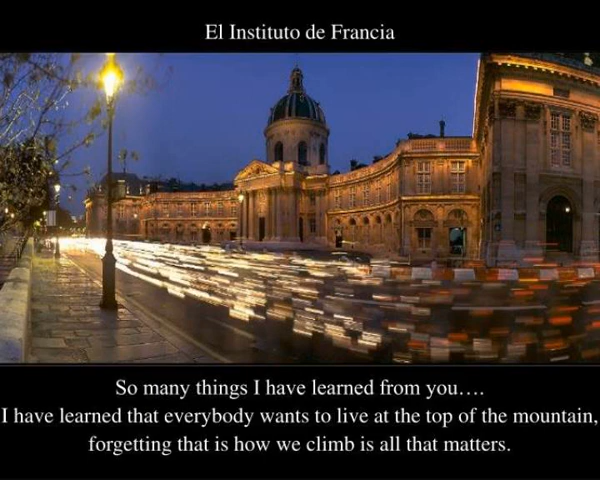 El Instituto de Francia
So many things I have learned from you….
I have learned that everybody wants to live at the top of the mountain,
forgetting that is how we climb is all that matters.